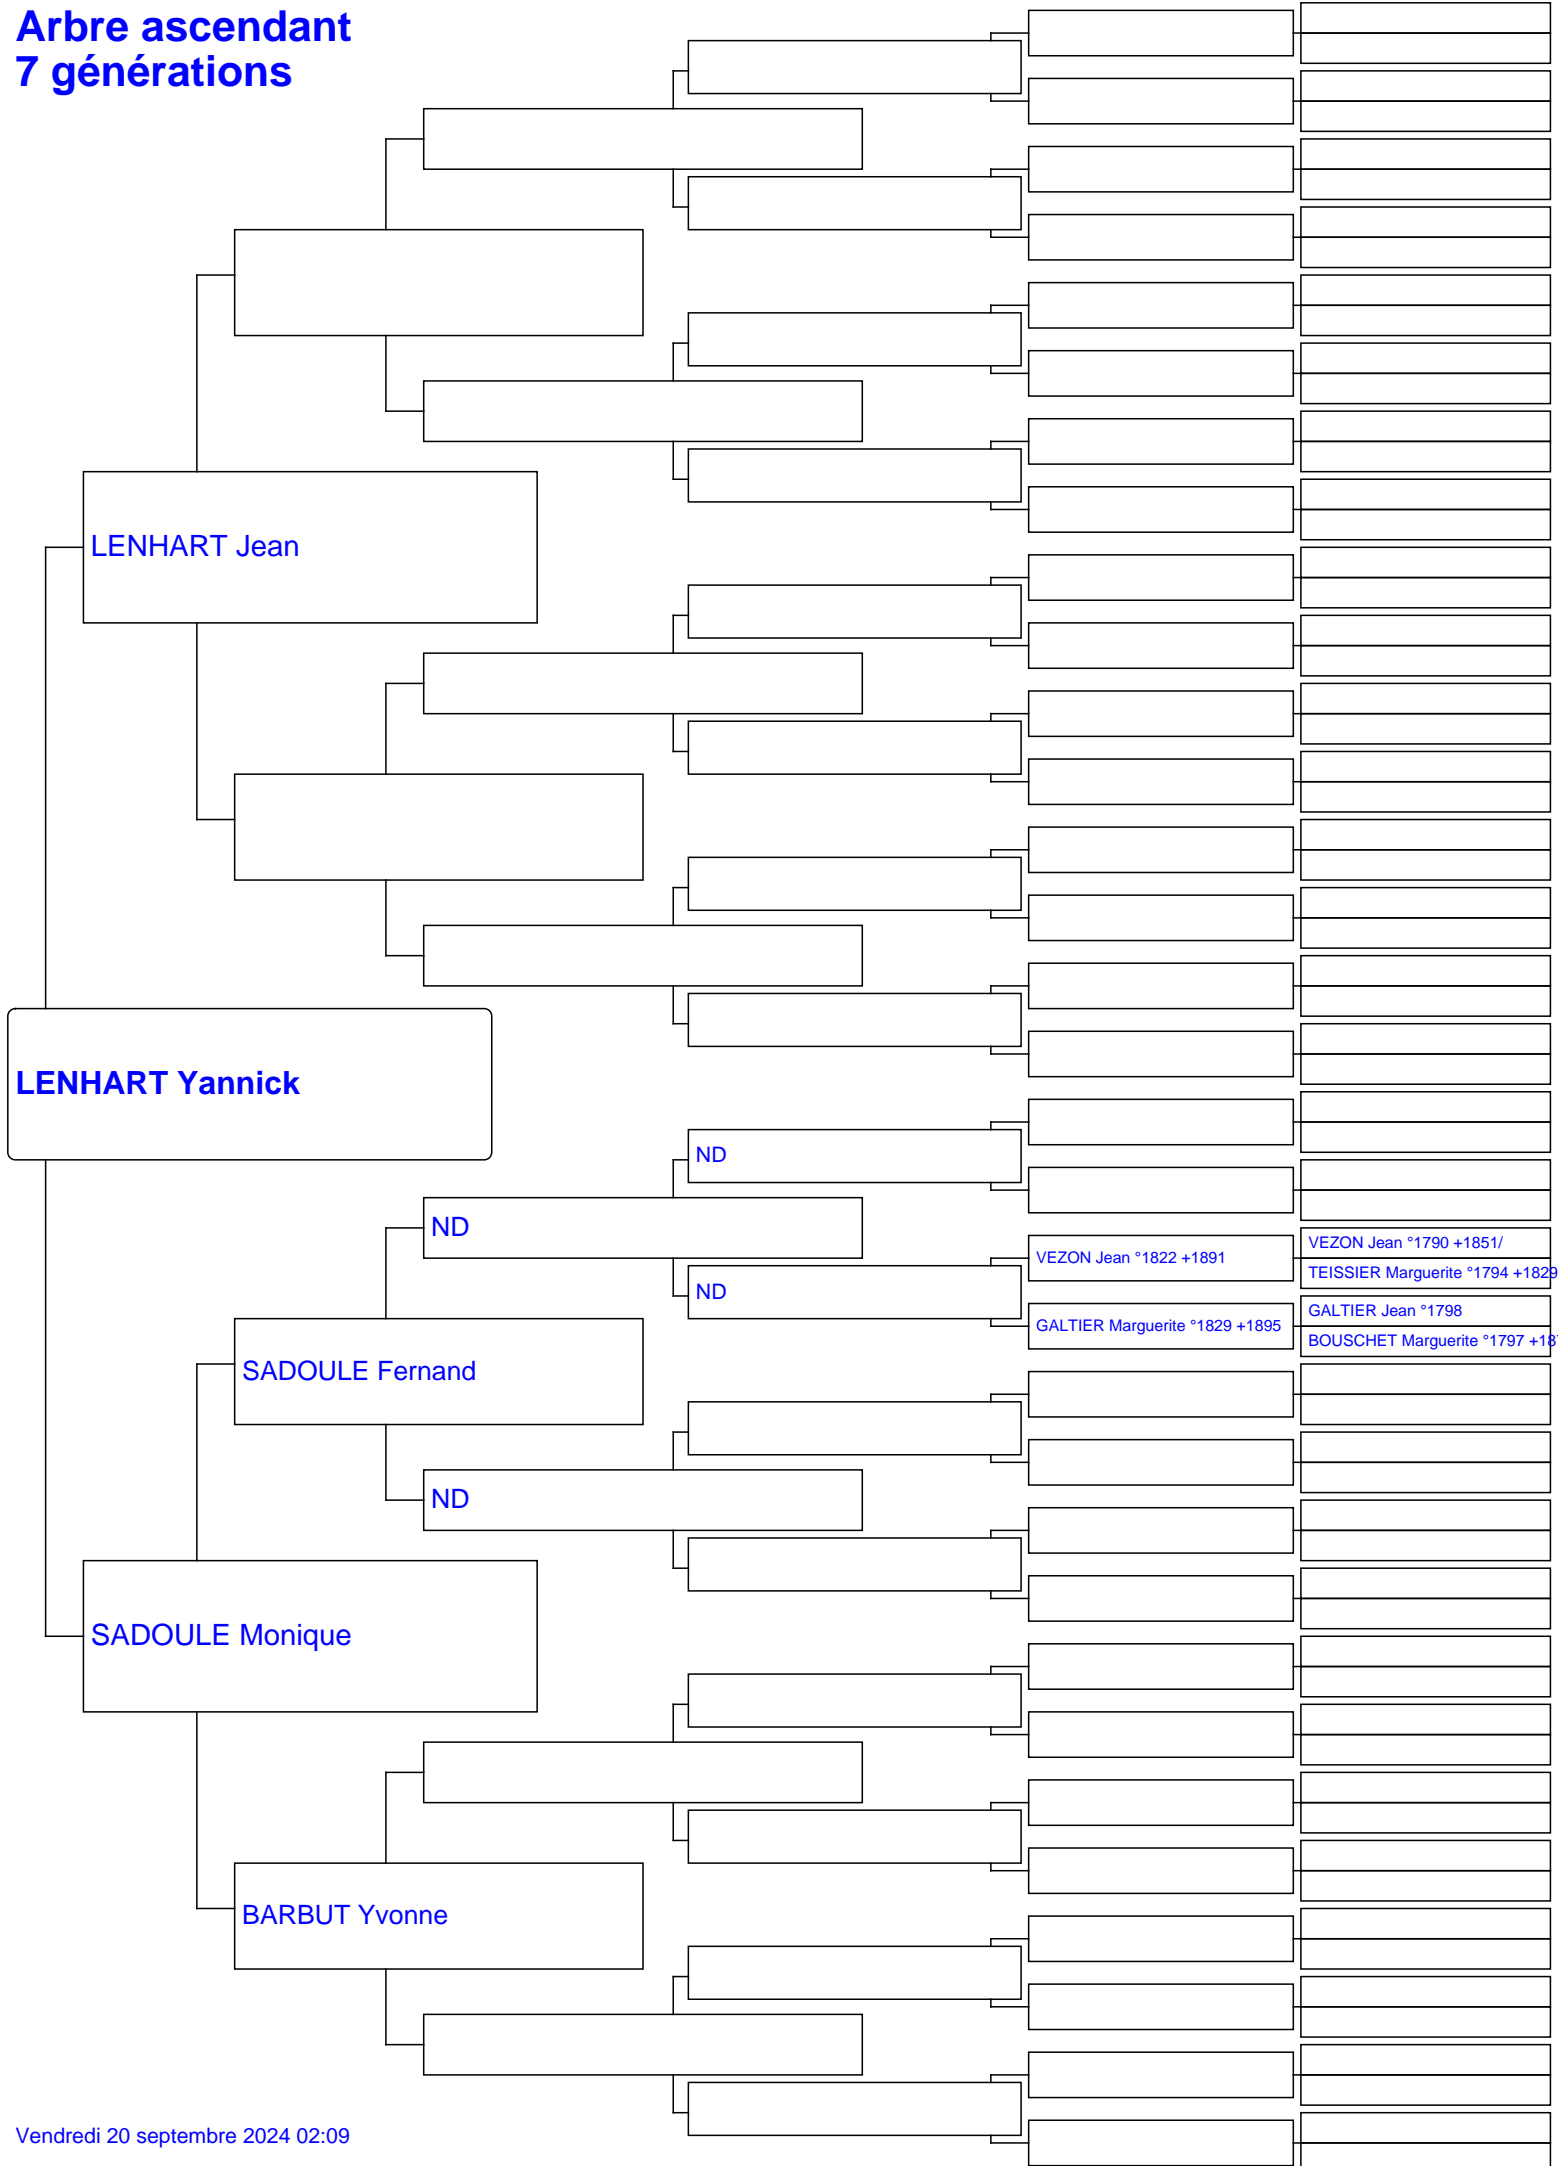 Arbre ascendant
7 générations
LENHART Jean
LENHART Yannick
ND
ND
VEZON Jean °1822 +1891
VEZON Jean °1790 +1851/
TEISSIER Marguerite °1794 +1829
ND
GALTIER Marguerite °1829 +1895
GALTIER Jean °1798
BOUSCHET Marguerite °1797
SADOULE Fernand
ND
SADOULE Monique
BARBUT Yvonne
Vendredi 20 septembre 2024 02:09